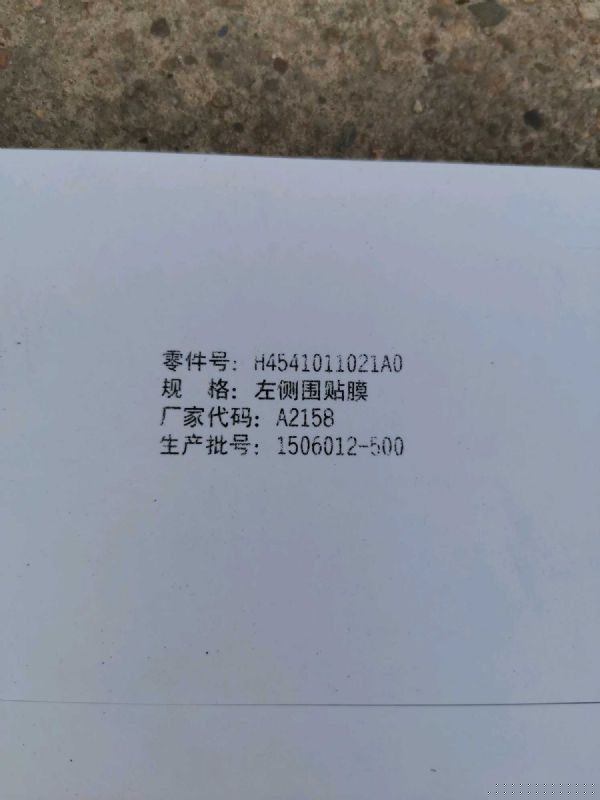 零件号：H4541011021A0
规　格：左侧围贴膜
厂家代码：A2158
生产批号：1506012-500